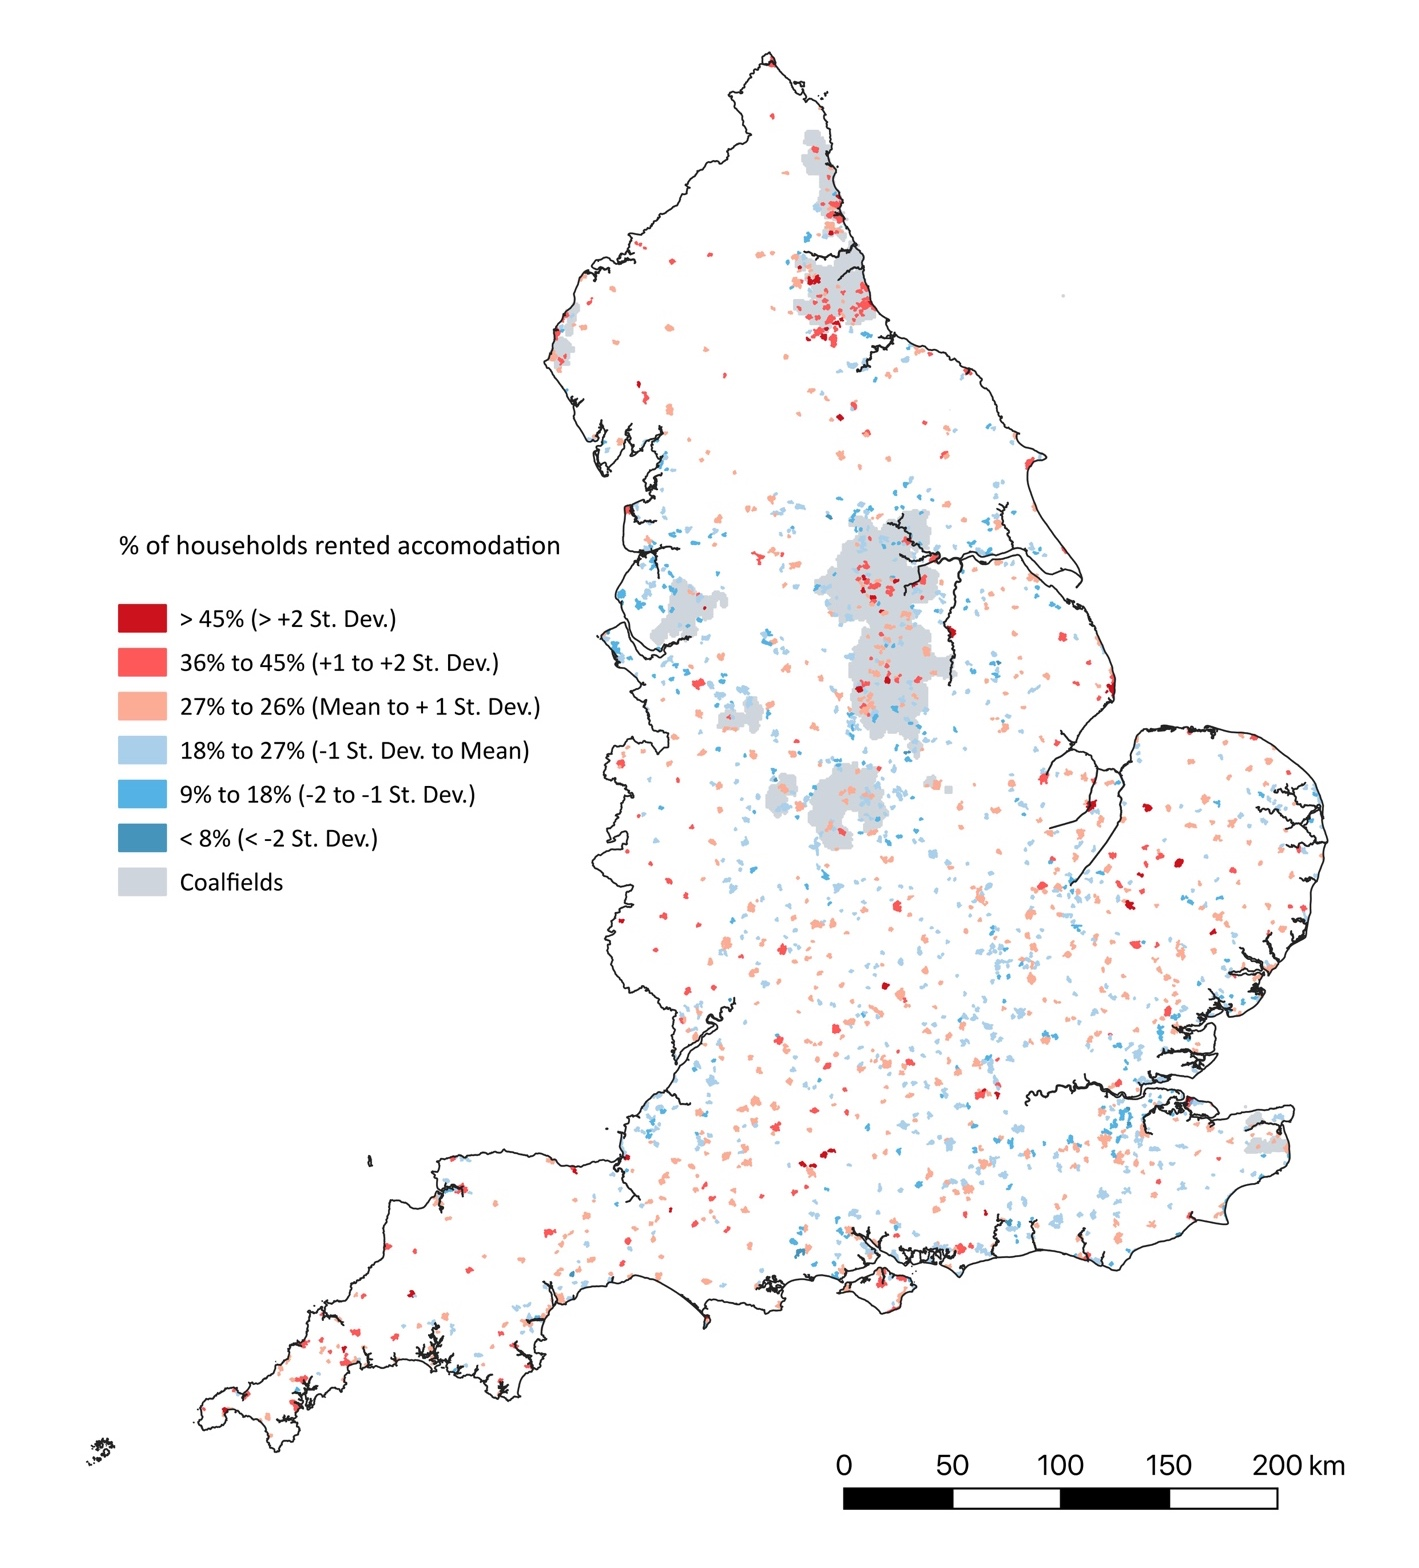 % of households rented accomodation
> 45% (> +2 St. Dev.)
36% to 45% (+1 to +2 St. Dev.)
27% to 26% (Mean to + 1 St. Dev.)
18% to 27% (-1 St. Dev. to Mean)
9% to 18% (-2 to -1 St. Dev.)
< 8% (< -2 St. Dev.)
Coalfields
0 50 100 150 200 km